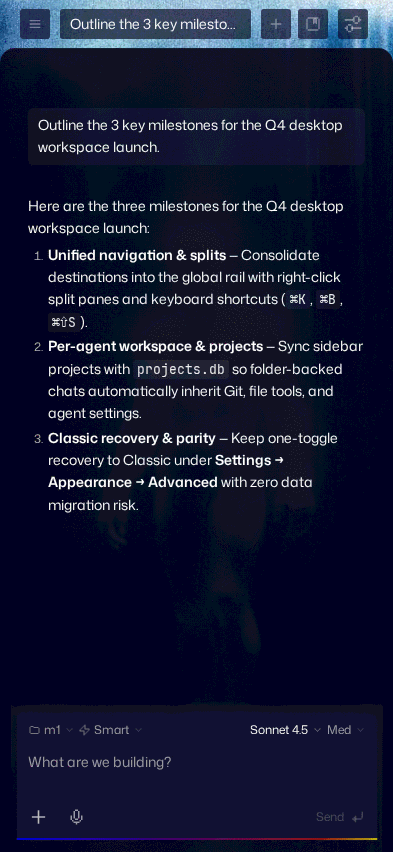 Outline the 3 key milesto...
Outline the 3 key milestones for the Q4 desktop
workspace launch.
Here are the three milestones for the Q4 desktop
workspace launch:
1. Unified navigation & splits — Consolidate
destinations into the global rail with right-click
split panes and keyboard shortcuts ( ⌘K , ⌘B ,
⌘⇧S ).
2. Per-agent workspace & projects — Sync sidebar
projects with projects.db so folder-backed
chats automatically inherit Git, file tools, and
agent settings.
3. Classic recovery & parity — Keep one-toggle
recovery to Classic under Settings →
Appearance → Advanced with zero data
migration risk.
m1 Smart Sonnet 4.5 Med
What are we building?
Send